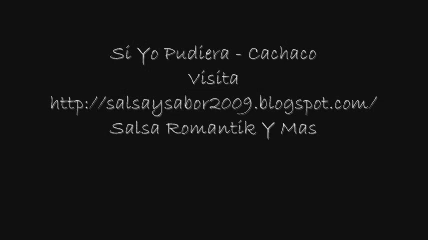 Si Yo Pudiera - Cachaco
Visita
http://salsaysabor2009.blogspot.com/
Salsa Romantik Y Mas